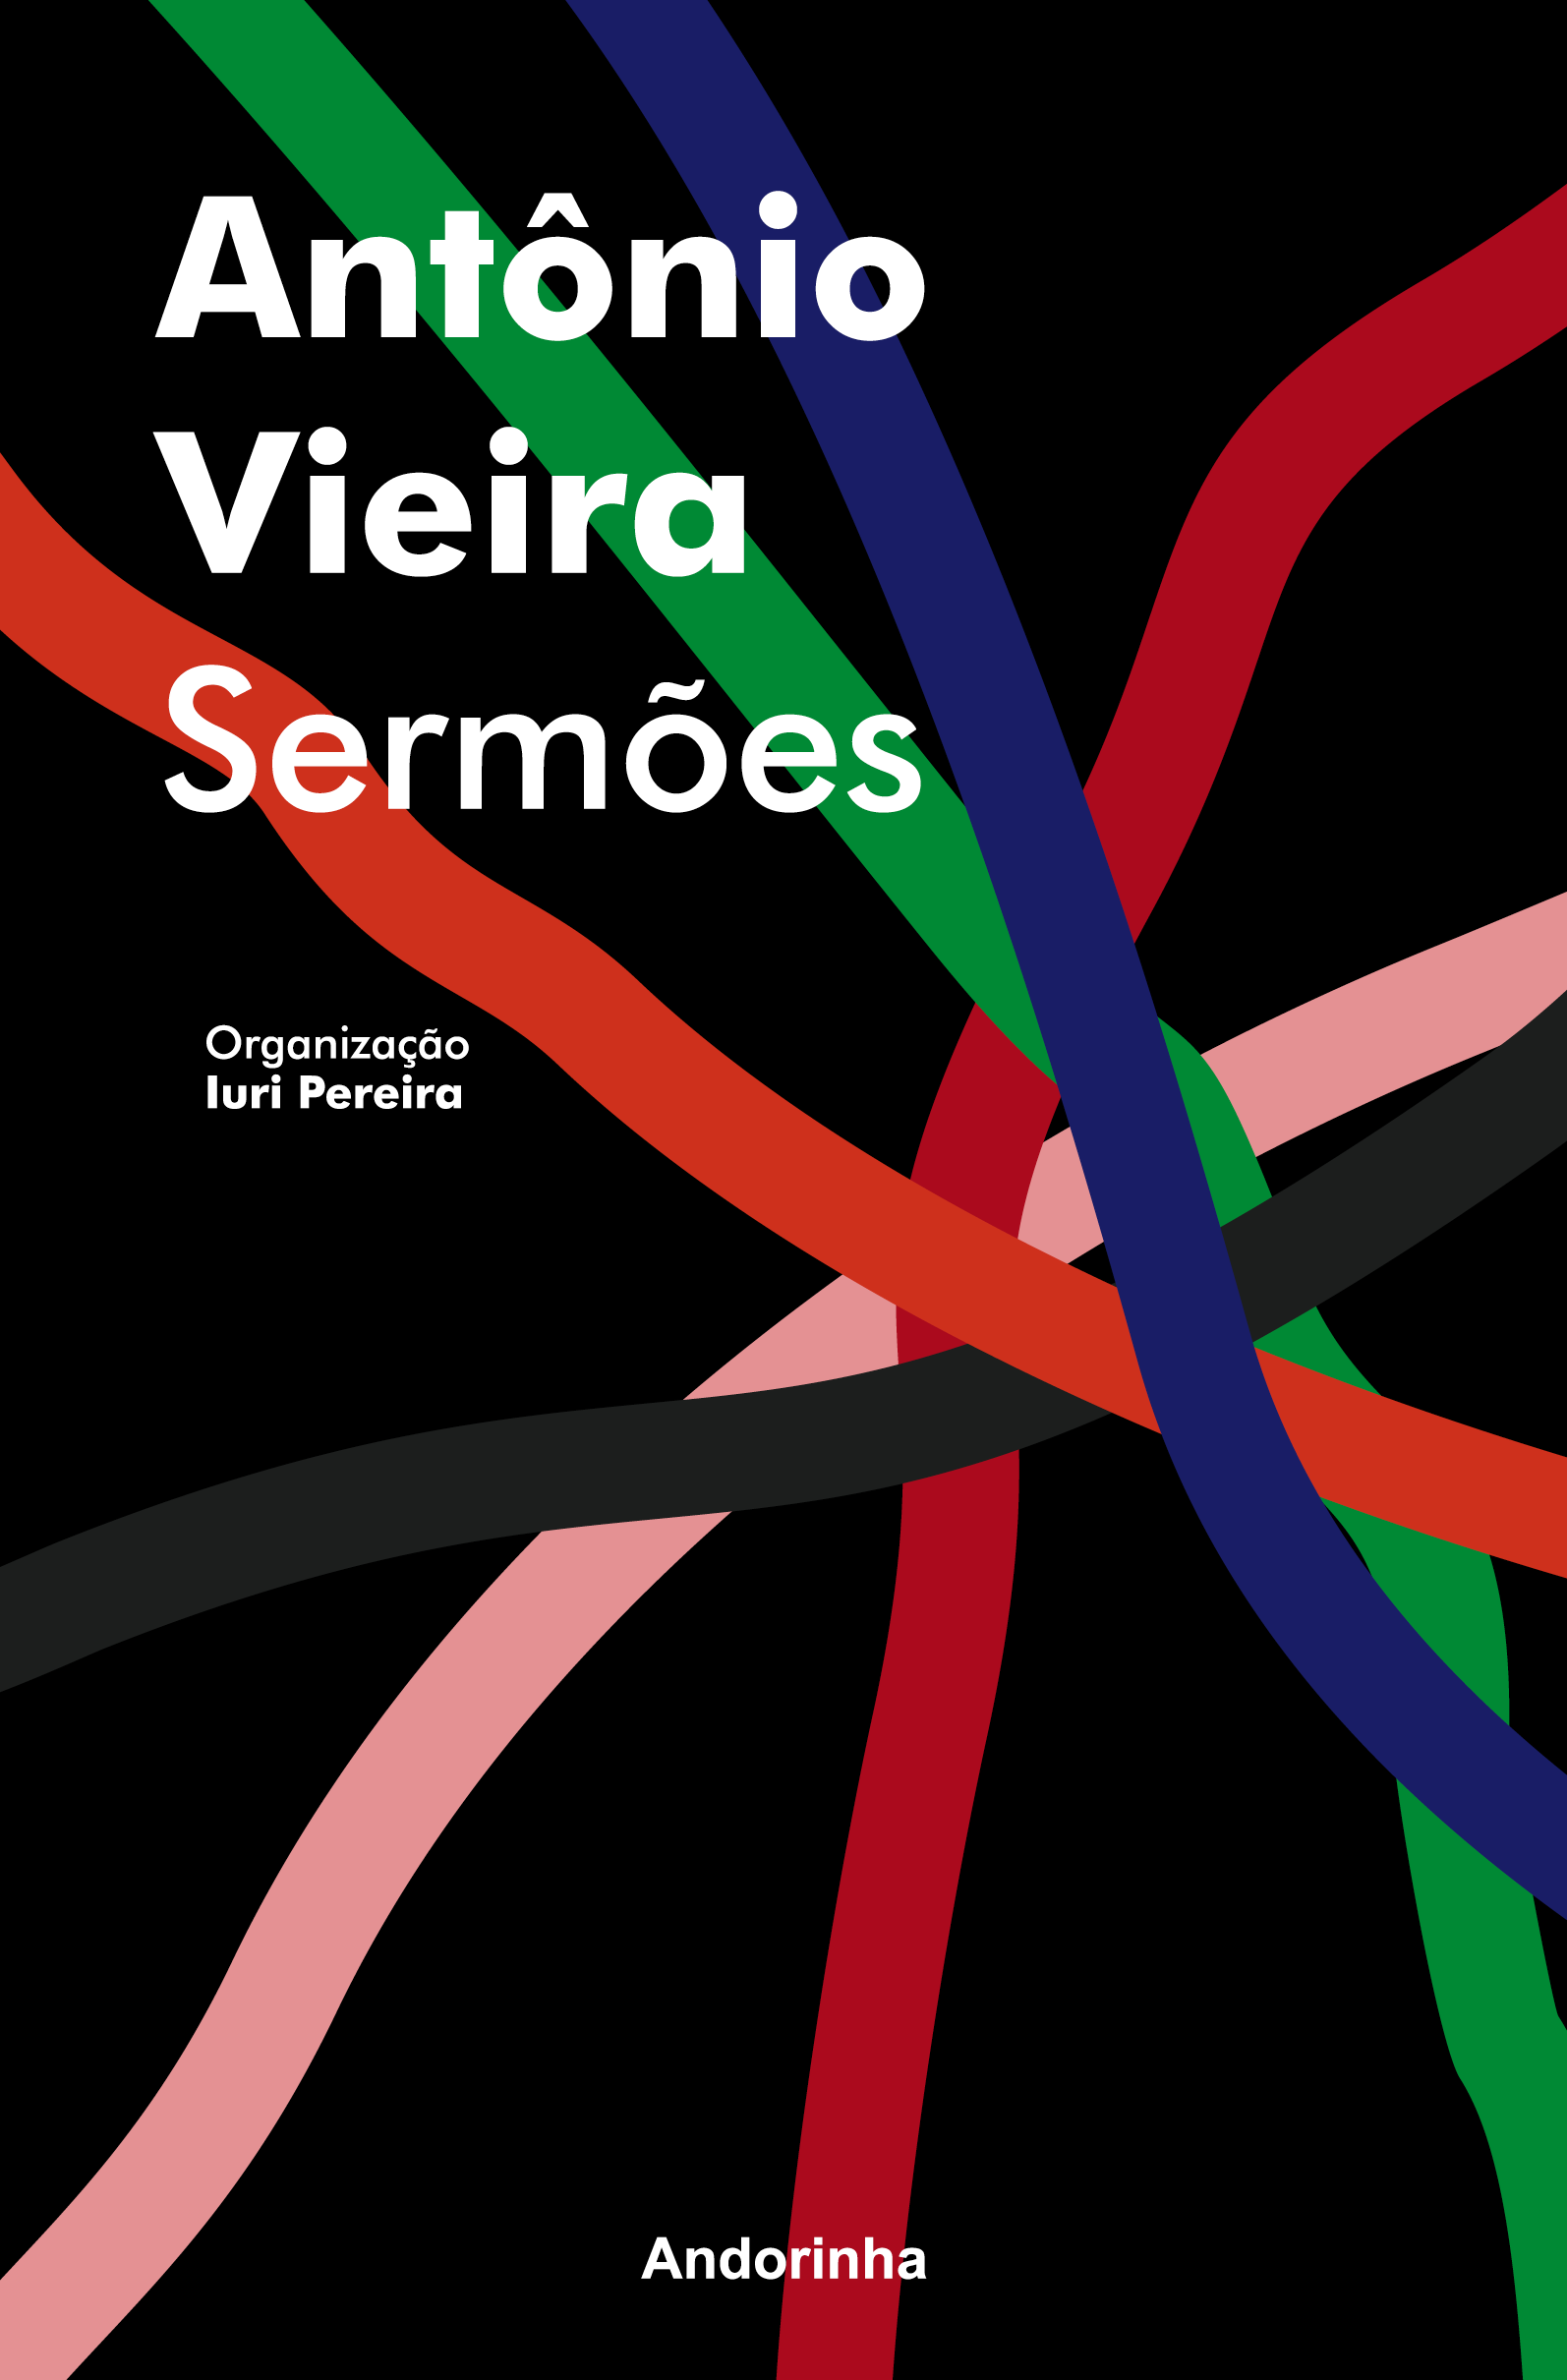 Antônio
Vieira
Sermões
Organização
Iuri Pereira
Andorinha